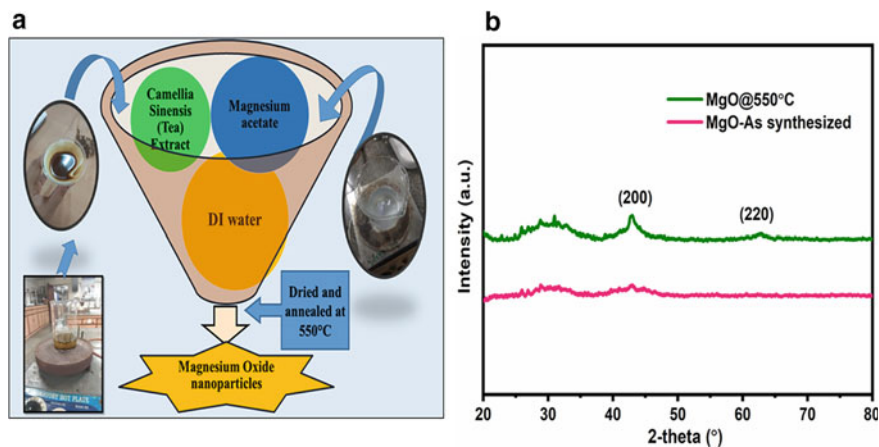 a
Camellia
Sinensis
(Tea)
Extract
Magnesium
acetate
DI water
Dried and
annealed at
550°C
Magnesium Oxide
nanoparticles
b
MgO@550°C
MgO-As synthesized
(200)
(220)
Intensity (a.u.)
20 30 40 50 60 70 80
2-theta (°)